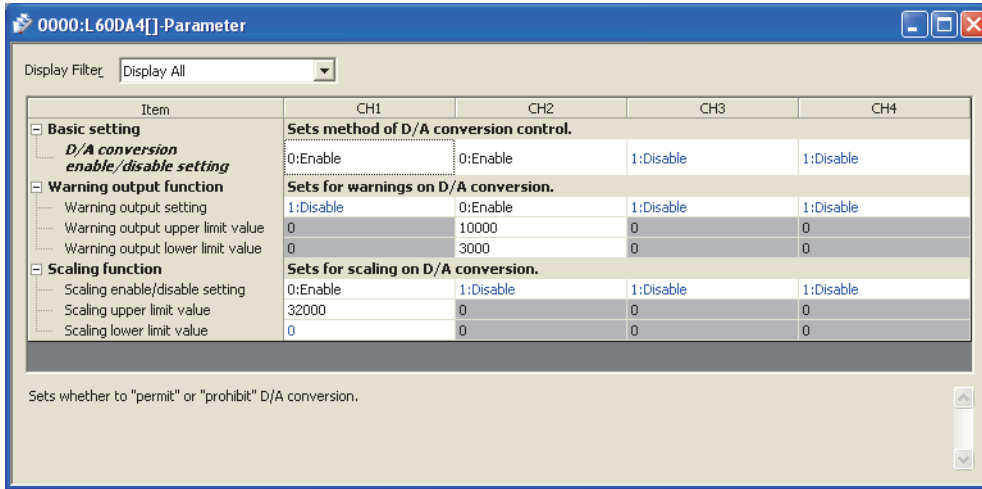 0000:L60DA4[]-Parameter
Display Filter Display All
Item CH1 CH2 CH3 CH4
Basic setting Sets method of D/A conversion control.
D/A conversion
enable/disable setting 0:Enable 0:Enable 1:Disable 1:Disable
Warning output function Sets for warnings on D/A conversion.
Warning output setting 1:Disable 0:Enable 1:Disable 1:Disable
Warning output upper limit value 0 10000 0 0
Warning output lower limit value 0 3000 0 0
Scaling function Sets for scaling on D/A conversion.
Scaling enable/disable setting 0:Enable 1:Disable 1:Disable 1:Disable
Scaling upper limit value 32000 0 0 0
Scaling lower limit value 0 0 0 0
Sets whether to "permit" or "prohibit" D/A conversion.